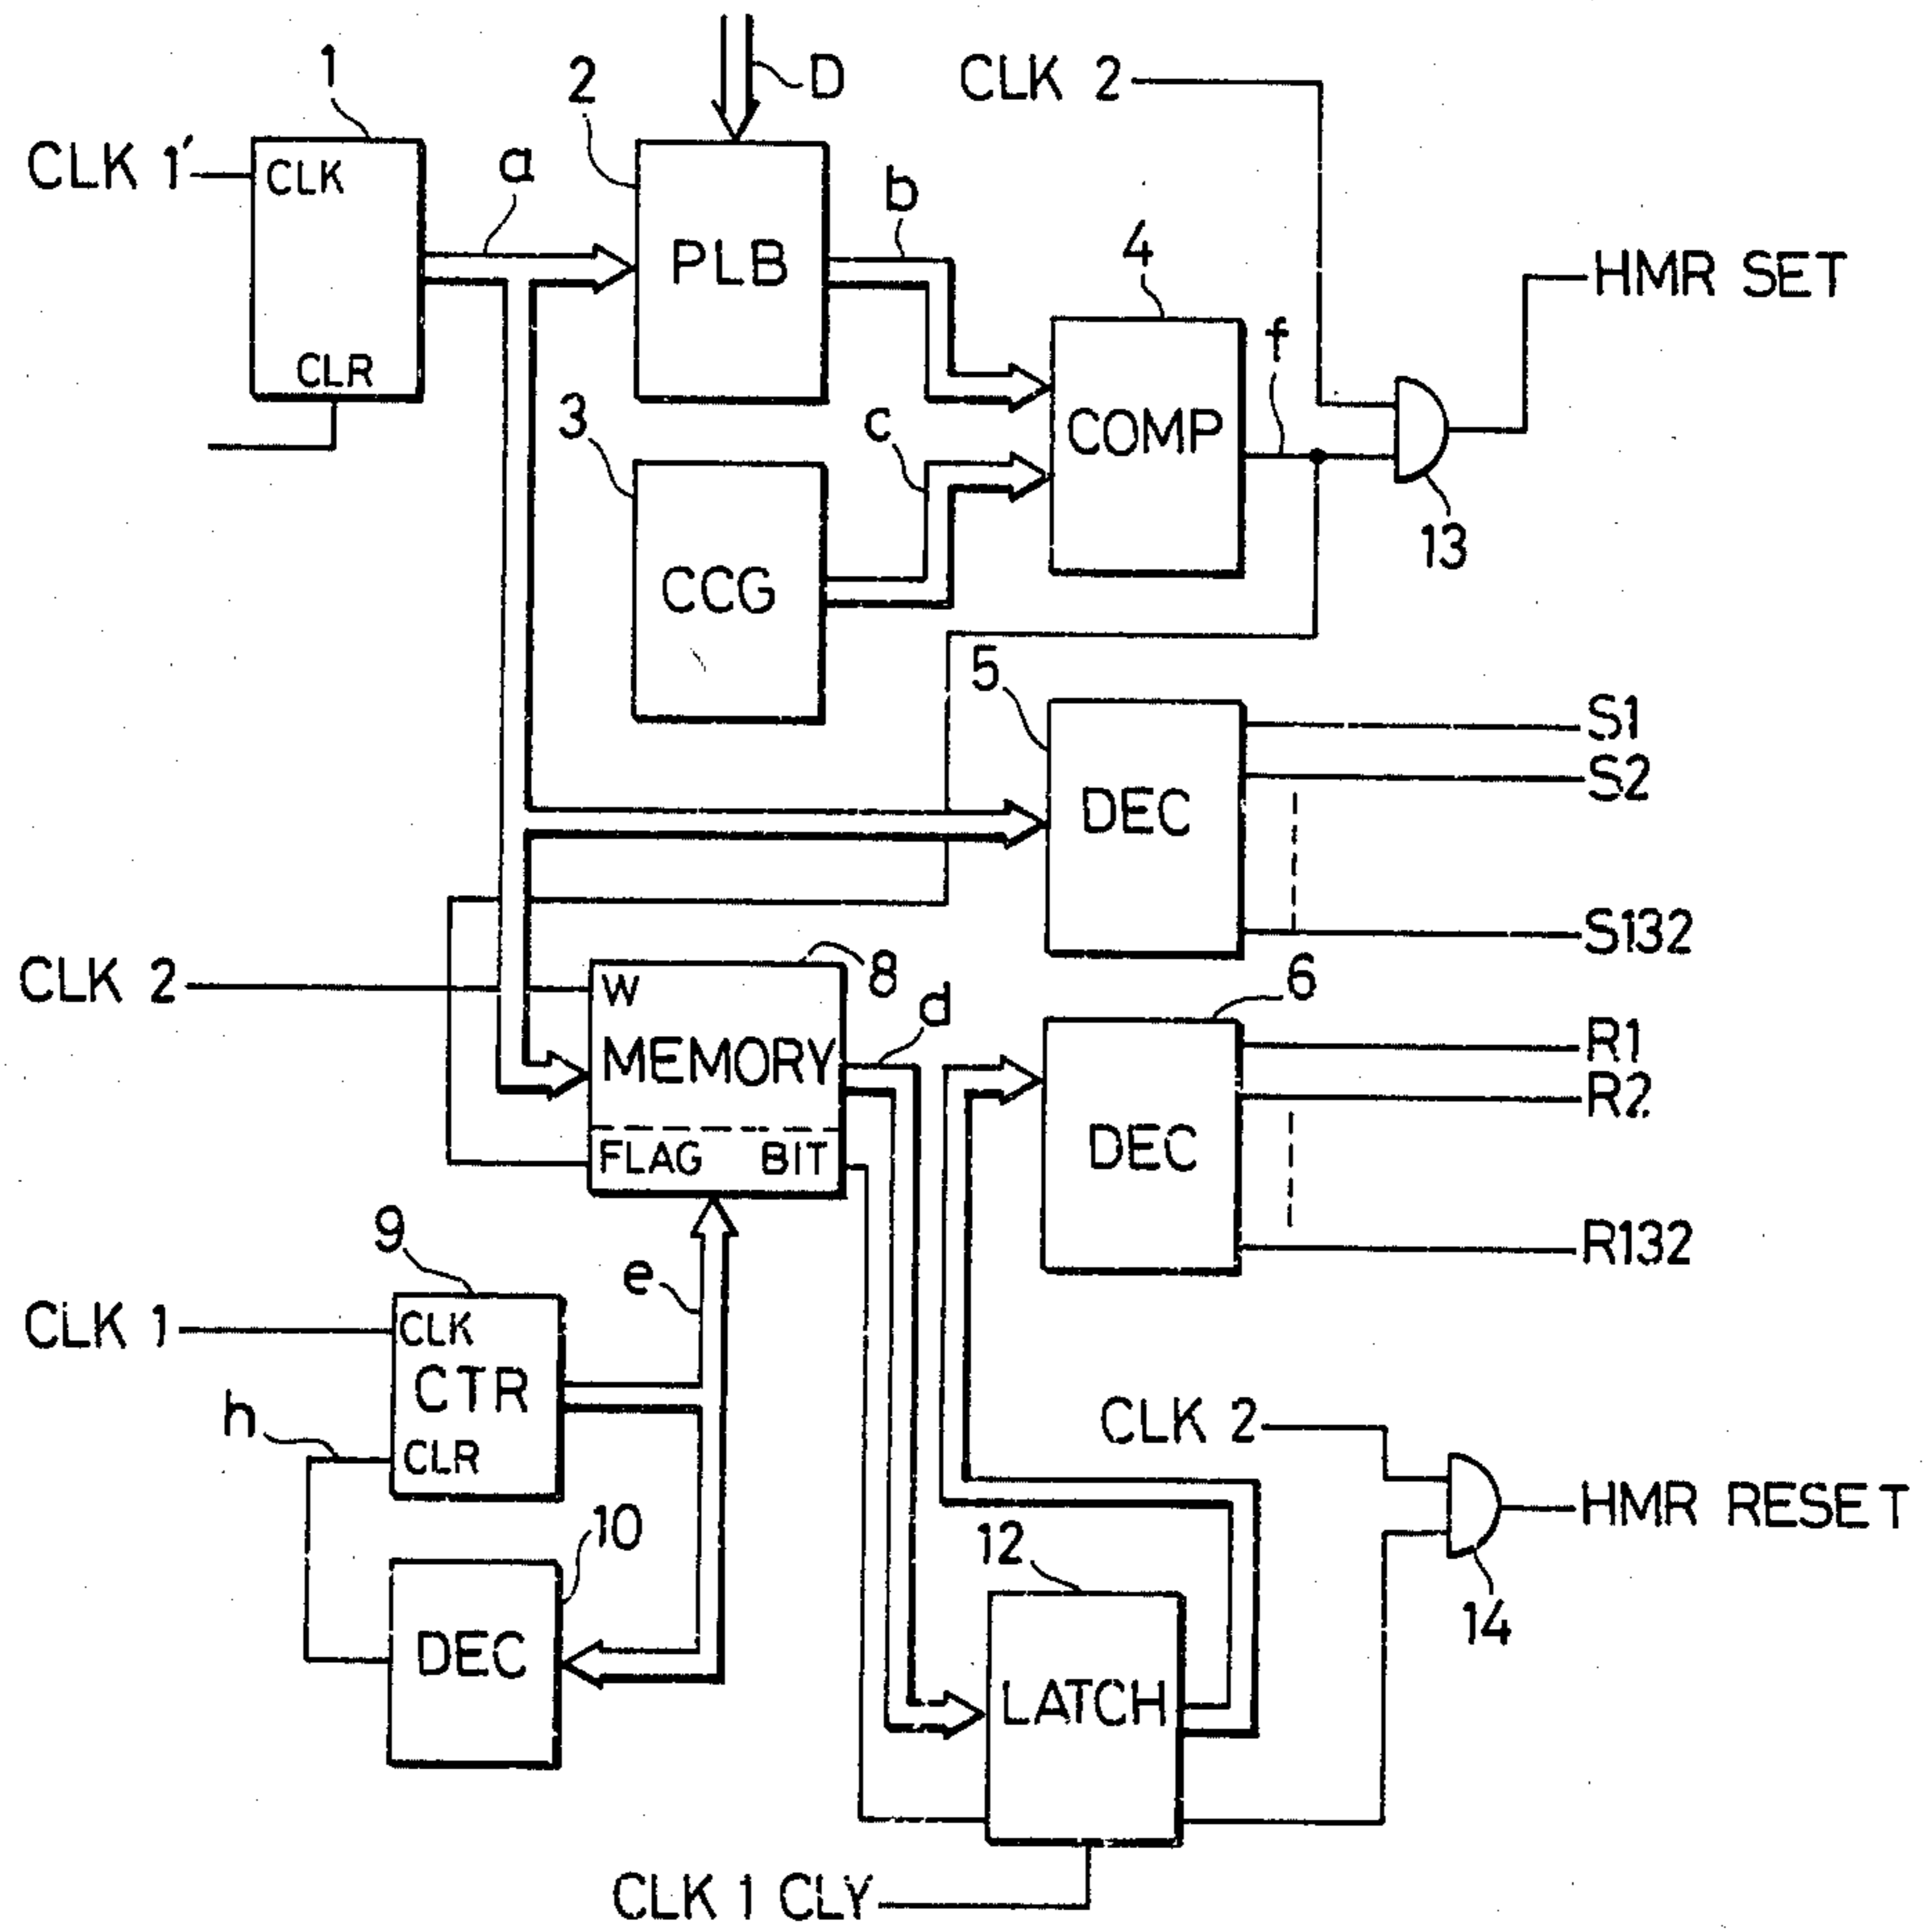 1
2
D
CLK 2
CLK 1'
CLK
a
PLB
b
4
HMR SET
CLR
3
c
COMP
f
13
CCG
5
S1
S2
DEC
S132
CLK 2
W
8
d
6
MEMORY
R1
R2
FLAG BIT
DEC
9
e
R132
CLK 1
CLK
CTR
h
CLR
CLK 2
10
12
HMR RESET
DEC
14
LATCH
CLK 1 CLY